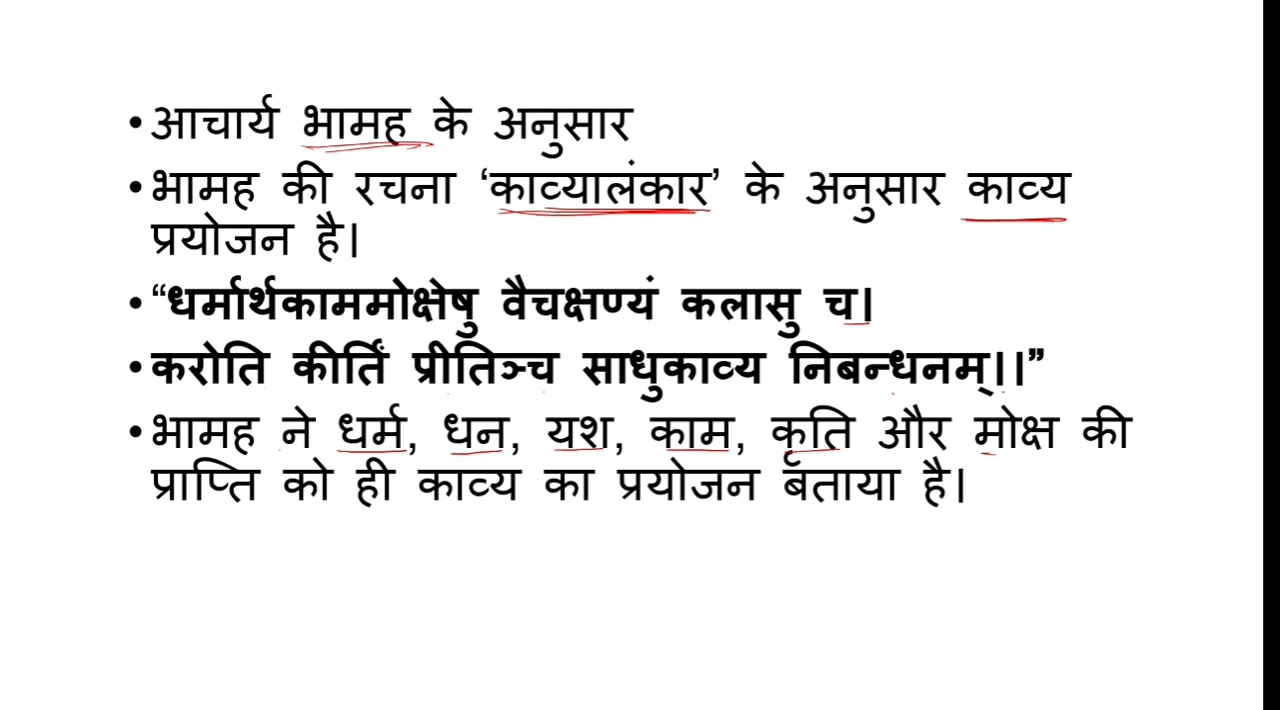 • आचार्य भामह के अनुसार
• भामह की रचना ‘काव्यालंकार’ के अनुसार काव्य
प्रयोजन है।
• “धर्मार्थकाममोक्षेषु वैचक्षण्यं कलासु च।
• करोति कीर्तिं प्रीतिञ्च साधुकाव्य निबन्धनम्।।”
• भामह ने धर्म, धन, यश, काम, कृति और मोक्ष की
प्राप्ति को ही काव्य का प्रयोजन बताया है।